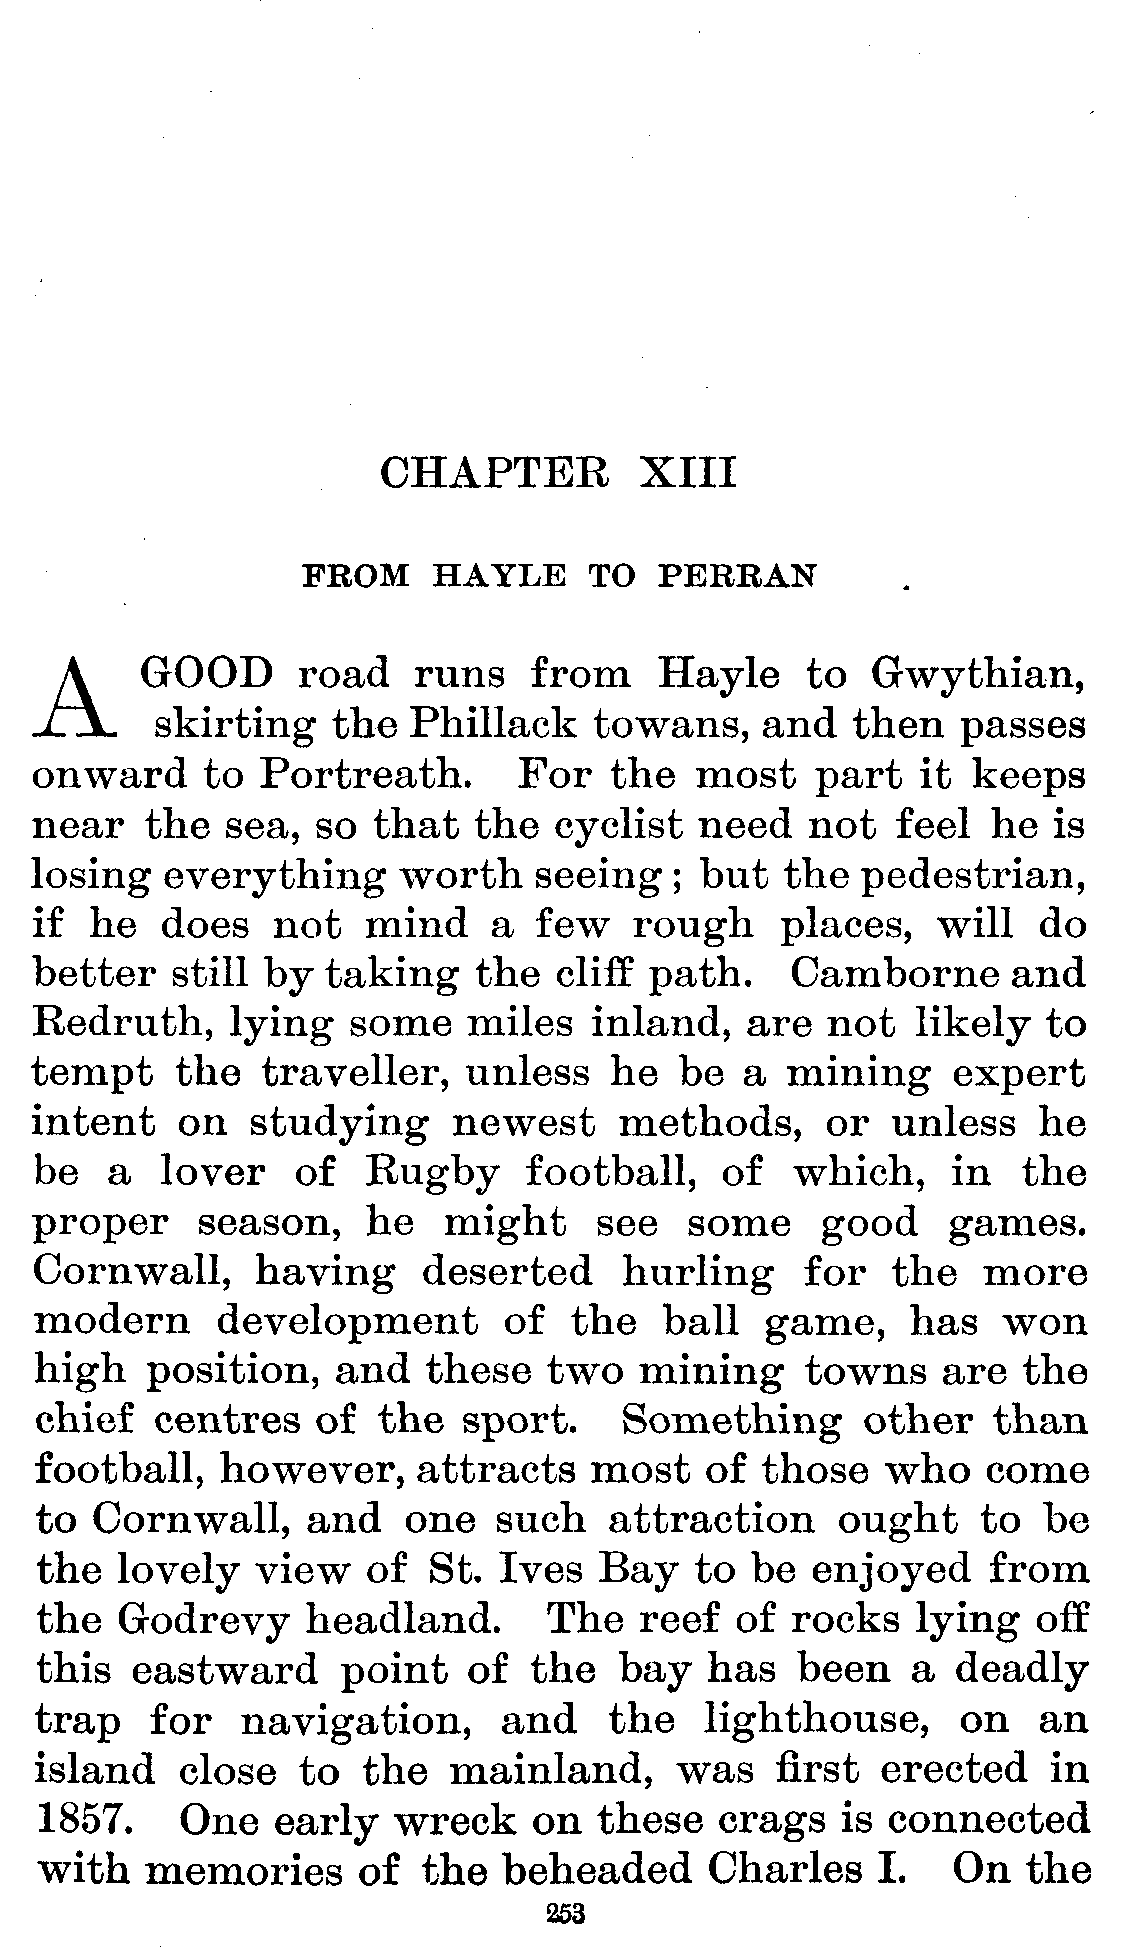 CHAPTER XIII
FROM HAYLE TO PERRAN
A GOOD road runs from Hayle to Gwythian,
skirting the Phillack towans, and then passes
onward to Portreath. For the most part it keeps
near the sea, so that the cyclist need not feel he is
losing everything worth seeing; but the pedestrian,
if he does not mind a few rough places, will do
better still by taking the cliff path. Camborne and
Redruth, lying some miles inland, are not likely to
tempt the traveller, unless he be a mining expert
intent on studying newest methods, or unless he
be a lover of Rugby football, of which, in the
proper season, he might see some good games.
Cornwall, having deserted hurling for the more
modern development of the ball game, has won
high position, and these two mining towns are the
chief centres of the sport. Something other than
football, however, attracts most of those who come
to Cornwall, and one such attraction ought to be
the lovely view of St. Ives Bay to be enjoyed from
the Godrevy headland. The reef of rocks lying off
this eastward point of the bay has been a deadly
trap for navigation, and the lighthouse, on an
island close to the mainland, was first erected in
1857. One early wreck on these crags is connected
with memories of the beheaded Charles I. On the
253